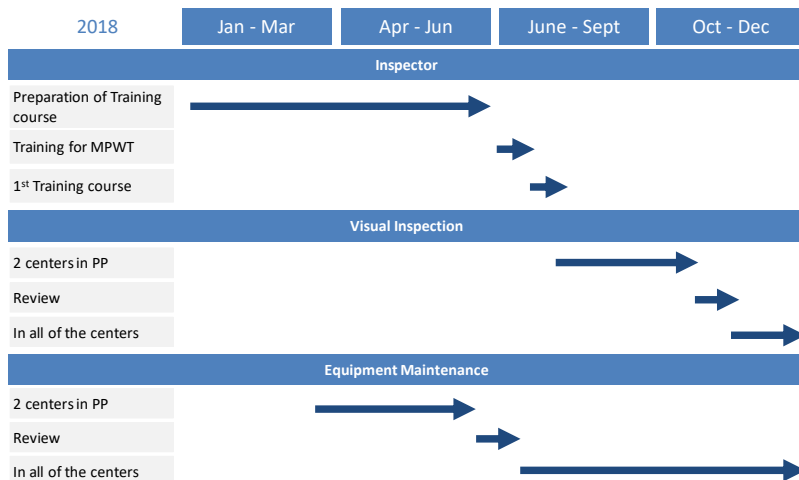 2018 Jan - Mar Apr - Jun June - Sept Oct - Dec
Inspector
Preparation of Training
course
Training for MPWT
1st Training course
Visual Inspection
2 centers in PP
Review
In all of the centers
Equipment Maintenance
2 centers in PP
Review
In all of the centers